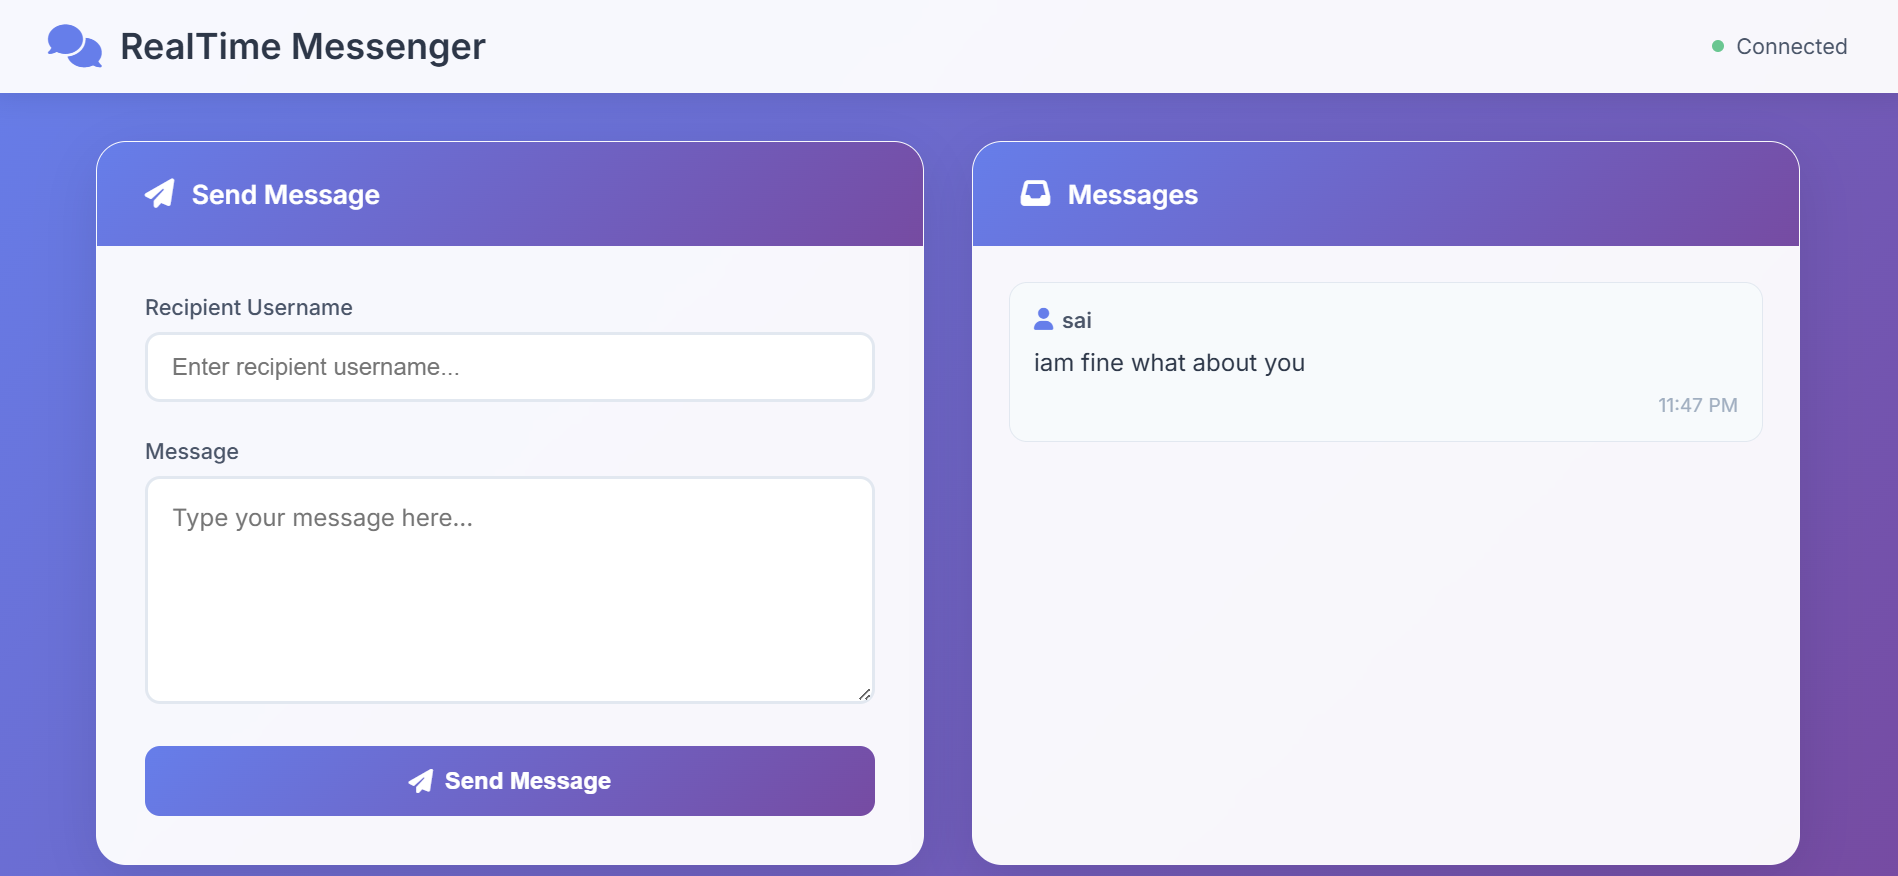 RealTime Messenger
Connected
Send Message
Recipient Username
Enter recipient username...
Message
Type your message here...
Send Message
Messages
sai
iam fine what about you
11:47 PM